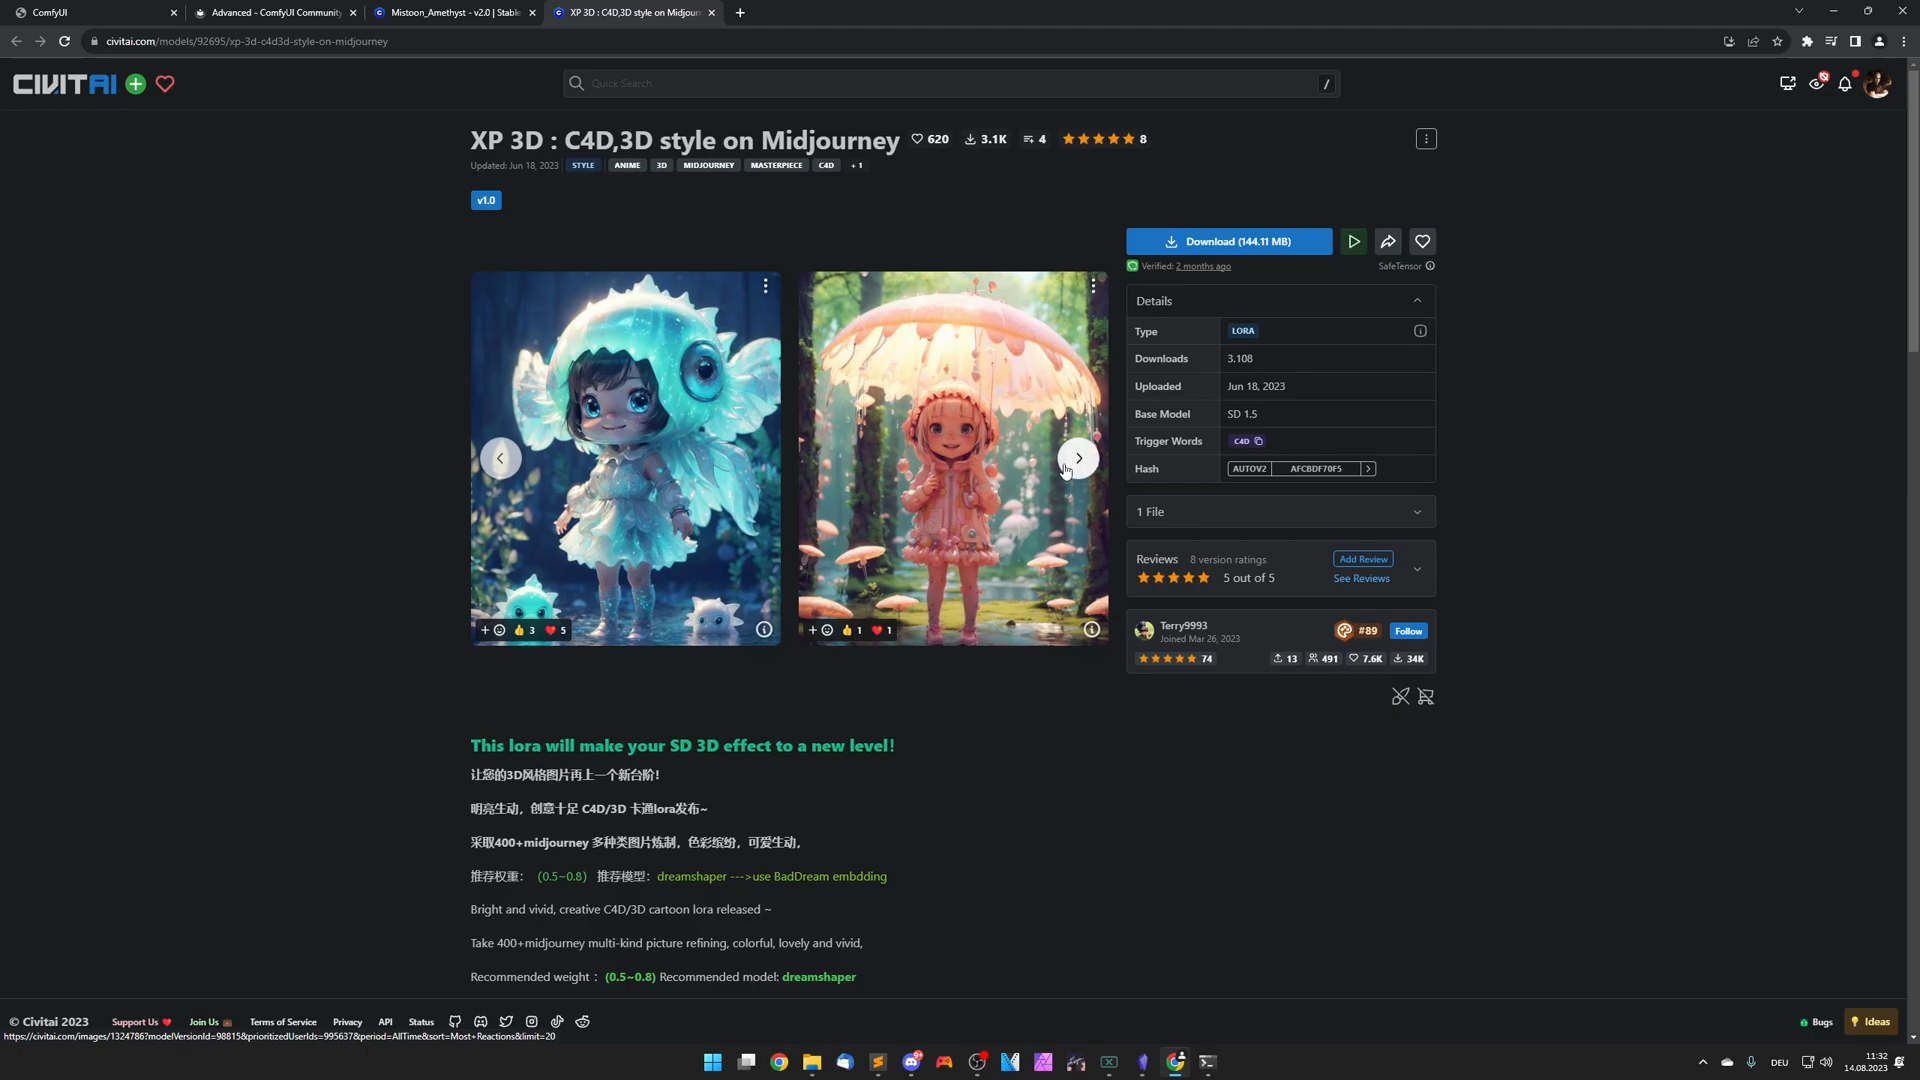 ComfyUI
Advanced - ComfyUI Community
Mistoon_Amethyst - v2.0 | Stable
XP 3D : C4D,3D style on Midjourn
civitai.com/models/92695/xp-3d-c4d3d-style-on-midjourney
CIVITAI
Quick Search
/
XP 3D : C4D,3D style on Midjourney
620
3.1K
4
8
Updated: Jun 18, 2023
STYLE
ANIME
3D
MIDJOURNEY
MASTERPIECE
C4D
+ 1
v1.0
Download (144.11 MB)
Verified: 2 months ago
SafeTensor
Details
Type LORA
Downloads 3.108
Uploaded Jun 18, 2023
Base Model SD 1.5
Trigger Words C4D
Hash AUTOV2 AFCBDF70F5
1 File
Reviews 8 version ratings
Add Review
5 out of 5
See Reviews
+ 3 5
+ 1 1
Terry9993
Joined Mar 26, 2023
#89
Follow
74
13
491
7.6K
34K
This lora will make your SD 3D effect to a new level!
让您的3D风格图片再上一个新台阶!
明亮生动，创意十足 C4D/3D 卡通lora发布~
采取400+midjourney 多种类图片炼制，色彩缤纷，可爱生动，
推荐权重： (0.5~0.8) 推荐模型：dreamshaper --->use BadDream embdding
Bright and vivid, creative C4D/3D cartoon lora released ~
Take 400+midjourney multi-kind picture refining, colorful, lovely and vivid,
Recommended weight : (0.5~0.8) Recommended model: dreamshaper
© Civitai 2023
Support Us
Join Us
Terms of Service
Privacy
API
Status
Bugs
Ideas
https://civitai.com/images/1324786?modelVersionId=98815&prioritizedUserIds=995637&period=AllTime&sort=Most+Reactions&limit=20
9+
DEU
11:32
14.08.2023